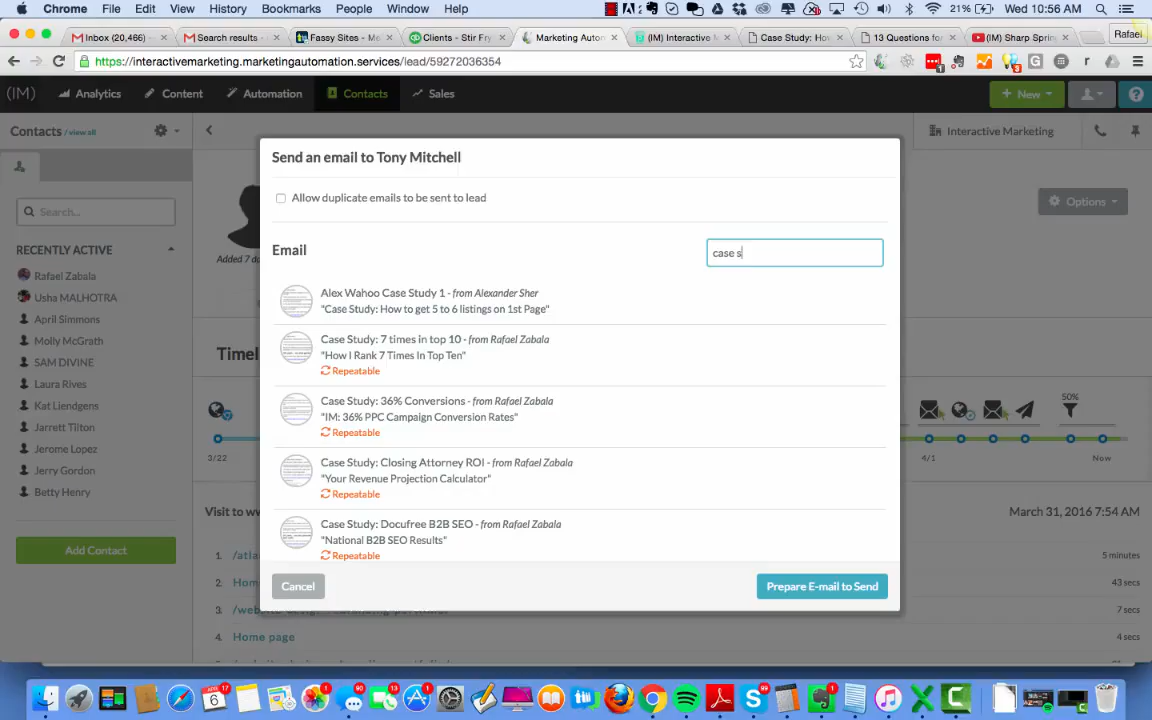 Chrome File Edit View History Bookmarks People Window Help
21% Wed 10:56 AM
Inbox (20,466)
Search results
Fassy Sites - Me
Clients - Stir Fry
Marketing Auton
(IM) Interactive M
Case Study: How
13 Questions for
(IM) Sharp Spring
Rafael
https://interactivemarketing.marketingautomation.services/lead/59272036354
(IM) Analytics Content Automation Contacts Sales
+ New
Contacts / view all
Interactive Marketing
Search...
Options
RECENTLY ACTIVE
Rafael Zabala
Usha MALHOTRA
April Simmons
Molly McGrath
SAM DIVINE
Laura Rives
Kat Liendgens
Jarrett Tilton
Jerome Lopez
Jerry Gordon
Betty Henry
Add Contact
Added 7 d
Send an email to Tony Mitchell
Allow duplicate emails to be sent to lead
Email
case s
Alex Wahoo Case Study 1 - from Alexander Sher
"Case Study: How to get 5 to 6 listings on 1st Page"
Case Study: 7 times in top 10 - from Rafael Zabala
"How I Rank 7 Times In Top Ten"
Repeatable
Case Study: 36% Conversions - from Rafael Zabala
"IM: 36% PPC Campaign Conversion Rates"
Repeatable
Case Study: Closing Attorney ROI - from Rafael Zabala
"Your Revenue Projection Calculator"
Repeatable
Case Study: Docufree B2B SEO - from Rafael Zabala
"National B2B SEO Results"
Repeatable
Cancel
Prepare E-mail to Send
Timel
50%
3/22
4/1
Now
Visit to w
March 31, 2016 7:54 AM
1. /atla
5 minutes
2. Hom
43 secs
3. /web
7 secs
4. Home page
4 secs